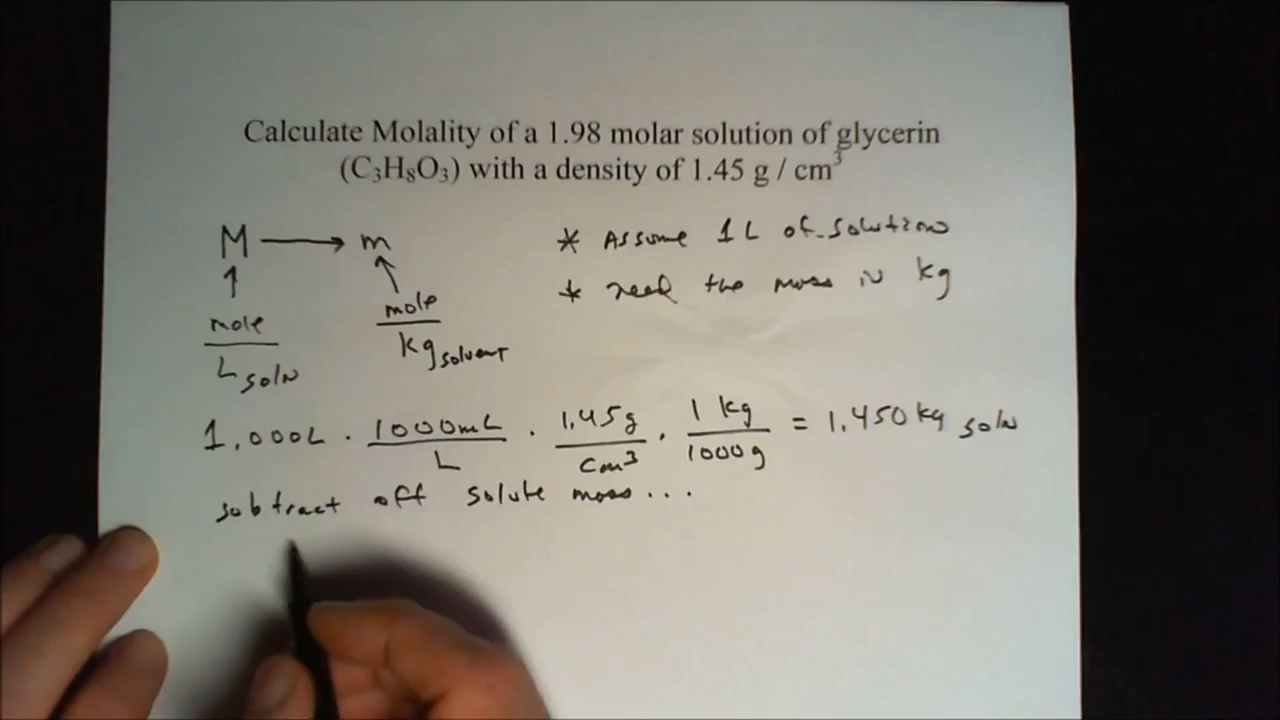 Calculate Molality of a 1.98 molar solution of glycerin
(C₃H₈O₃) with a density of 1.45 g / cm³
M → m
* Assume 1L of solution
* need the mass in kg
mole / L soln
mole / kg solvent
1.000L · 1000mL / L · 1.45g / cm³ · 1 kg / 1000g = 1.450 kg soln
subtract off solute mass...